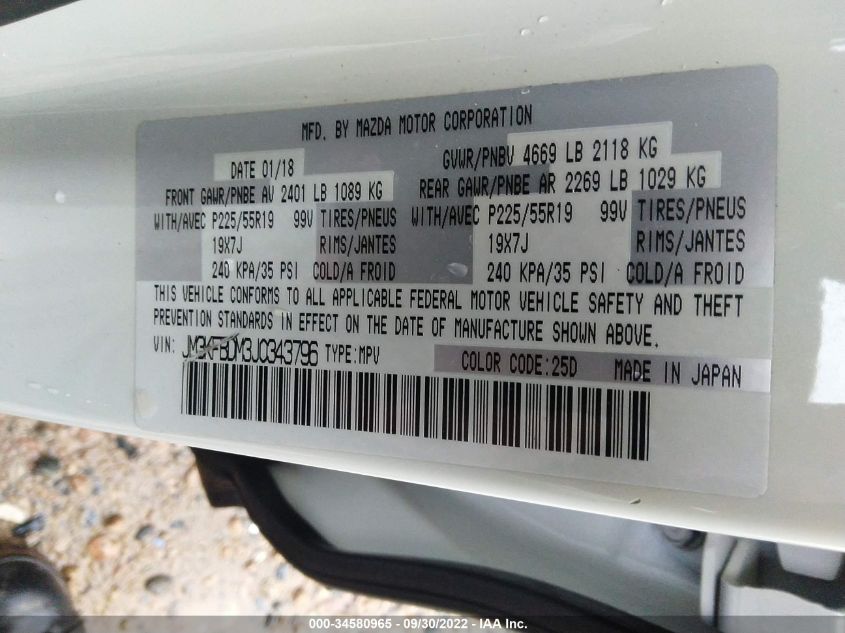 MFD. BY MAZDA MOTOR CORPORATION
DATE 01/18 GVWR/PNBV 4669 LB 2118 KG
FRONT GAWR/PNBE AV 2401 LB 1089 KG REAR GAWR/PNBE AR 2269 LB 1029 KG
WITH/AVEC P225/55R19 99V TIRES/PNEUS WITH/AVEC P225/55R19 99V TIRES/PNEUS
19X7J RIMS/JANTES 19X7J RIMS/JANTES
240 KPA/35 PSI COLD/A FROID 240 KPA/35 PSI COLD/A FROID
THIS VEHICLE CONFORMS TO ALL APPLICABLE FEDERAL MOTOR VEHICLE SAFETY AND THEFT
PREVENTION STANDARDS IN EFFECT ON THE DATE OF MANUFACTURE SHOWN ABOVE.
VIN: JM3KFBDM3J0343796 TYPE:MPV COLOR CODE:25D MADE IN JAPAN
000-34580965 - 09/30/2022 - IAA Inc.